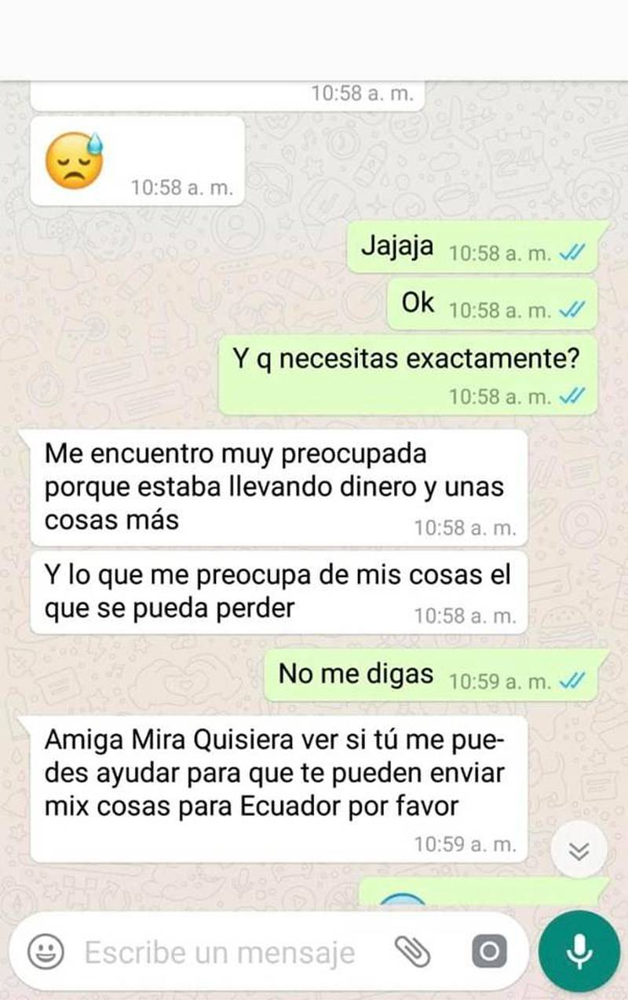 10:58 a. m.
10:58 a. m.
Jajaja 10:58 a. m.
Ok 10:58 a. m.
Y q necesitas exactamente?
10:58 a. m.
Me encuentro muy preocupada
porque estaba llevando dinero y unas
cosas más 10:58 a. m.
Y lo que me preocupa de mis cosas el
que se pueda perder 10:58 a. m.
No me digas 10:59 a. m.
Amiga Mira Quisiera ver si tú me pue-
des ayudar para que te pueden enviar
mix cosas para Ecuador por favor
10:59 a. m.
Escribe un mensaje